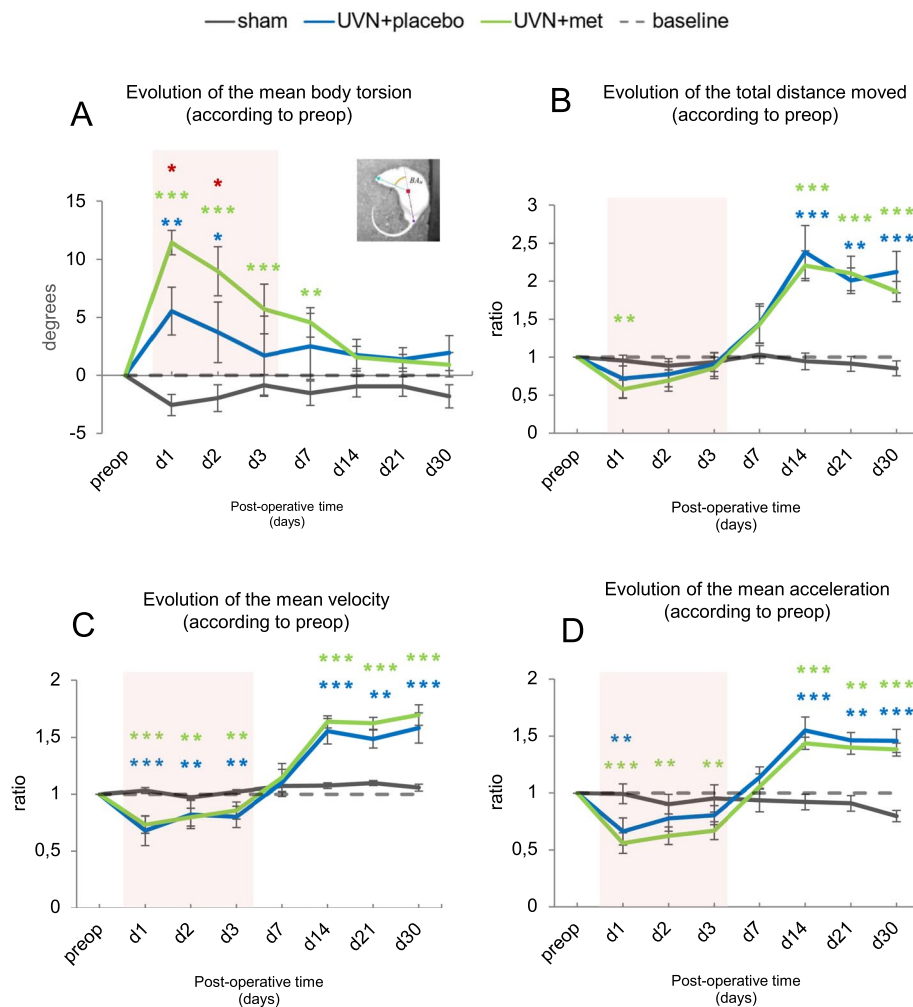 sham UVN+placebo UVN+met baseline
A
Evolution of the mean body torsion
(according to preop)
*
*
***
***
***
**
**
*
BAn
15
10
5
0
-5
degrees
preop d1 d2 d3 d7 d14 d21 d30
Post-operative time
(days)
B
Evolution of the total distance moved
(according to preop)
***
***
***
**
***
**
3
2,5
2
1,5
1
0,5
0
ratio
preop d1 d2 d3 d7 d14 d21 d30
Post-operative time
(days)
C
Evolution of the mean velocity
(according to preop)
*** *** ***
*** ** ***
*** ** **
*** ** **
2
1,5
1
0,5
0
ratio
preop d1 d2 d3 d7 d14 d21 d30
Post-operative time
(days)
D
Evolution of the mean acceleration
(according to preop)
*** ** ***
*** ** ***
**
*** ** **
2
1,5
1
0,5
0
ratio
preop d1 d2 d3 d7 d14 d21 d30
Post-operative time
(days)